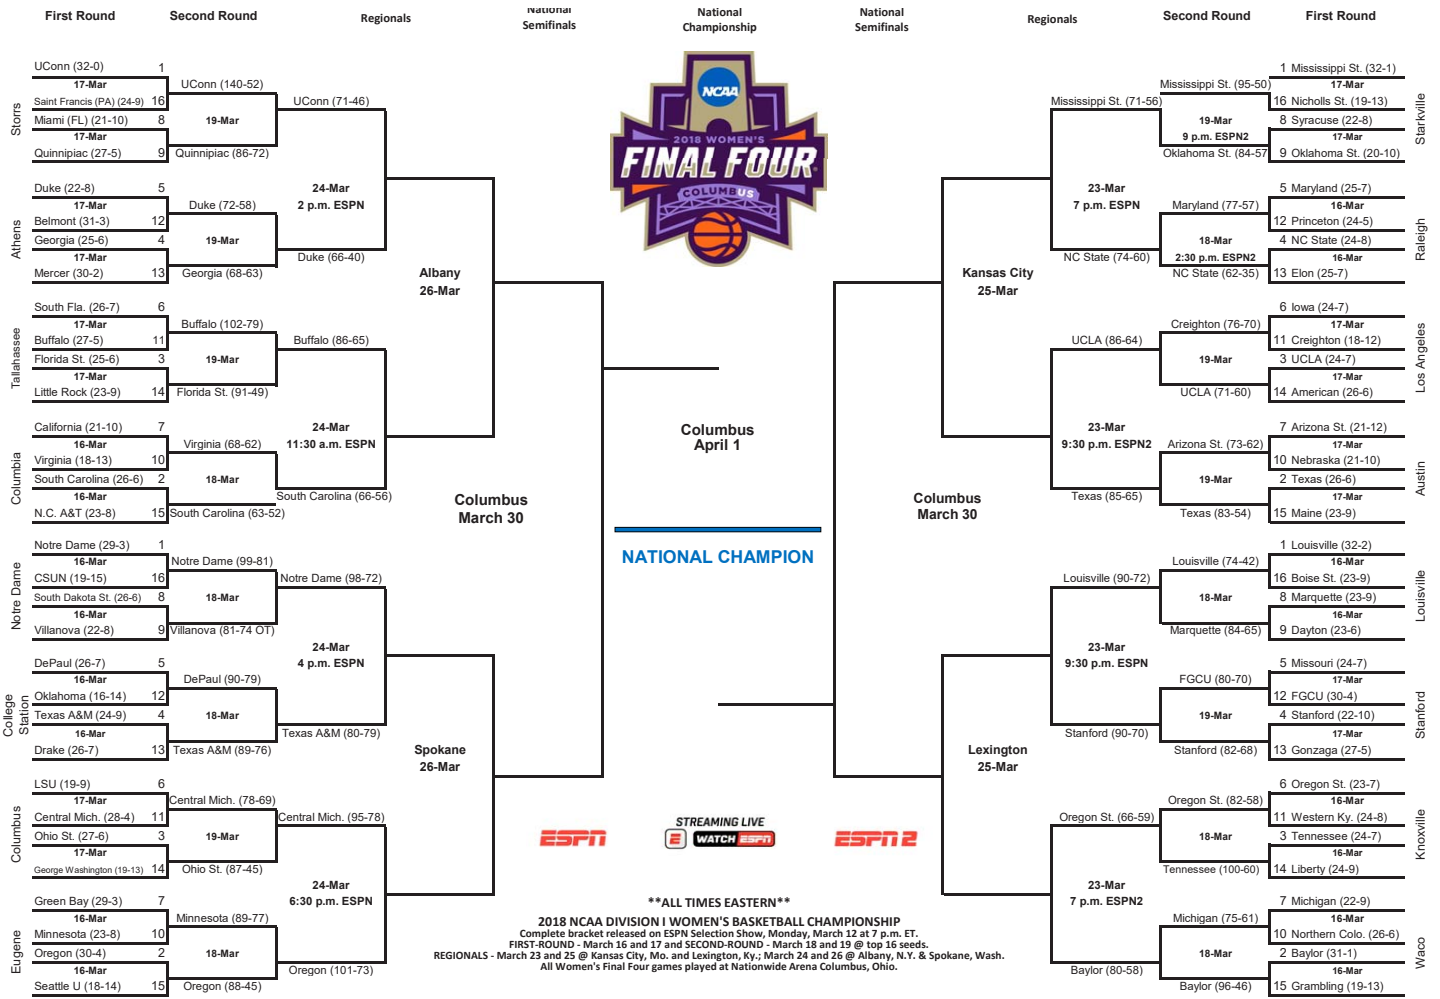 First Round
Second Round
Regionals
National
Semifinals
National
Championship
National
Semifinals
Regionals
Second Round
First Round
Storrs
UConn (32-0) 1
17-Mar
Saint Francis (PA) (24-9) 16
Miami (FL) (21-10) 8
17-Mar
Quinnipiac (27-5) 9
UConn (140-52)
19-Mar
Quinnipiac (86-72)
UConn (71-46)
Athens
Duke (22-8) 5
17-Mar
Belmont (31-3) 12
Georgia (25-6) 4
17-Mar
Mercer (30-2) 13
Duke (72-58)
19-Mar
Georgia (68-63)
Duke (66-40)
24-Mar
2 p.m. ESPN
Tallahassee
South Fla. (26-7) 6
17-Mar
Buffalo (27-5) 11
Florida St. (25-6) 3
17-Mar
Little Rock (23-9) 14
Buffalo (102-79)
19-Mar
Florida St. (91-49)
Buffalo (86-65)
Columbia
California (21-10) 7
16-Mar
Virginia (18-13) 10
South Carolina (26-6) 2
16-Mar
N.C. A&T (23-8) 15
Virginia (68-62)
18-Mar
South Carolina (63-52)
South Carolina (66-56)
24-Mar
11:30 a.m. ESPN
Albany
26-Mar
Notre Dame
Notre Dame (29-3) 1
16-Mar
CSUN (19-15) 16
South Dakota St. (26-6) 8
16-Mar
Villanova (22-8) 9
Notre Dame (99-81)
18-Mar
Villanova (81-74 OT)
Notre Dame (98-72)
College
Station
DePaul (26-7) 5
16-Mar
Oklahoma (16-14) 12
Texas A&M (24-9) 4
16-Mar
Drake (26-7) 13
DePaul (90-79)
18-Mar
Texas A&M (89-76)
Texas A&M (80-79)
24-Mar
4 p.m. ESPN
Columbus
LSU (19-9) 6
17-Mar
Central Mich. (28-4) 11
Ohio St. (27-6) 3
17-Mar
George Washington (19-13) 14
Central Mich. (78-69)
19-Mar
Ohio St. (87-45)
Central Mich. (95-78)
Eugene
Green Bay (29-3) 7
16-Mar
Minnesota (23-8) 10
Oregon (30-4) 2
16-Mar
Seattle U (18-14) 15
Minnesota (89-77)
18-Mar
Oregon (88-45)
Oregon (101-73)
24-Mar
6:30 p.m. ESPN
Spokane
26-Mar
Columbus
March 30
NCAA
2018 WOMEN'S
FINAL FOUR
COLUMBUS
Columbus
April 1
NATIONAL CHAMPION
Columbus
March 30
Starkville
1 Mississippi St. (32-1)
17-Mar
16 Nicholls St. (19-13)
8 Syracuse (22-8)
17-Mar
9 Oklahoma St. (20-10)
Mississippi St. (95-50)
19-Mar
9 p.m. ESPN2
Oklahoma St. (84-57
Mississippi St. (71-56)
Raleigh
5 Maryland (25-7)
16-Mar
12 Princeton (24-5)
4 NC State (24-8)
16-Mar
13 Elon (25-7)
Maryland (77-57)
18-Mar
2:30 p.m. ESPN2
NC State (62-35)
NC State (74-60)
23-Mar
7 p.m. ESPN
Kansas City
25-Mar
Los Angeles
6 Iowa (24-7)
17-Mar
11 Creighton (18-12)
3 UCLA (24-7)
17-Mar
14 American (26-6)
Creighton (76-70)
19-Mar
UCLA (71-60)
UCLA (86-64)
Austin
7 Arizona St. (21-12)
17-Mar
10 Nebraska (21-10)
2 Texas (26-6)
17-Mar
15 Maine (23-9)
Arizona St. (73-62)
19-Mar
Texas (83-54)
Texas (85-65)
23-Mar
9:30 p.m. ESPN2
Louisville
1 Louisville (32-2)
16-Mar
16 Boise St. (23-9)
8 Marquette (23-9)
16-Mar
9 Dayton (23-6)
Louisville (74-42)
18-Mar
Marquette (84-65)
Louisville (90-72)
Stanford
5 Missouri (24-7)
17-Mar
12 FGCU (30-4)
4 Stanford (22-10)
17-Mar
13 Gonzaga (27-5)
FGCU (80-70)
19-Mar
Stanford (82-68)
Stanford (90-70)
23-Mar
9:30 p.m. ESPN
Lexington
25-Mar
Knoxville
6 Oregon St. (23-7)
16-Mar
11 Western Ky. (24-8)
3 Tennessee (24-7)
16-Mar
14 Liberty (24-9)
Oregon St. (82-58)
18-Mar
Tennessee (100-60)
Oregon St. (66-59)
Waco
7 Michigan (22-9)
16-Mar
10 Northern Colo. (26-6)
2 Baylor (31-1)
16-Mar
15 Grambling (19-13)
Michigan (75-61)
18-Mar
Baylor (96-46)
Baylor (80-58)
23-Mar
7 p.m. ESPN2
ESPN
STREAMING LIVE
E WATCH ESPN
ESPN 2
**ALL TIMES EASTERN**
2018 NCAA DIVISION I WOMEN'S BASKETBALL CHAMPIONSHIP
Complete bracket released on ESPN Selection Show, Monday, March 12 at 7 p.m. ET.
FIRST-ROUND - March 16 and 17 and SECOND-ROUND - March 18 and 19 @ top 16 seeds.
REGIONALS - March 23 and 25 @ Kansas City, Mo. and Lexington, Ky.; March 24 and 26 @ Albany, N.Y. & Spokane, Wash.
All Women's Final Four games played at Nationwide Arena Columbus, Ohio.